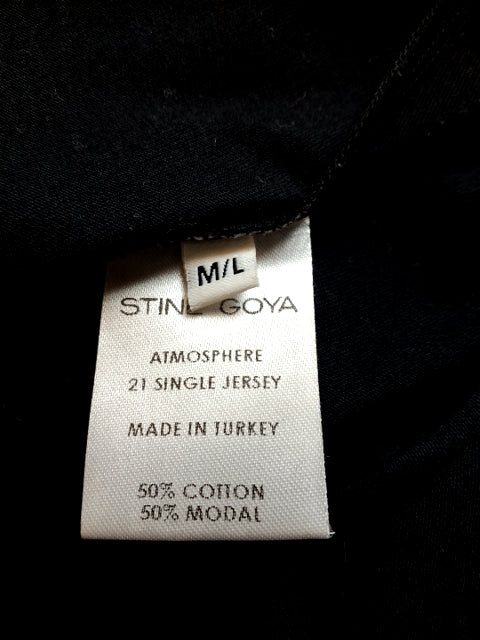 M/L
STINE GOYA
ATMOSPHERE
21 SINGLE JERSEY
MADE IN TURKEY
50% COTTON
50% MODAL